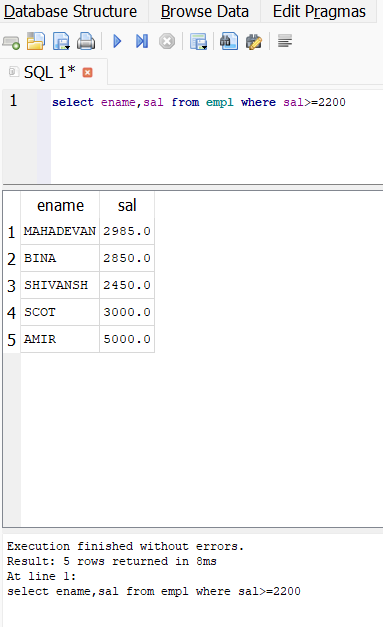 Database Structure Browse Data Edit Pragmas
SQL 1*
1 select ename,sal from empl where sal>=2200
ename sal
1 MAHADEVAN 2985.0
2 BINA 2850.0
3 SHIVANSH 2450.0
4 SCOT 3000.0
5 AMIR 5000.0
Execution finished without errors.
Result: 5 rows returned in 8ms
At line 1:
select ename,sal from empl where sal>=2200